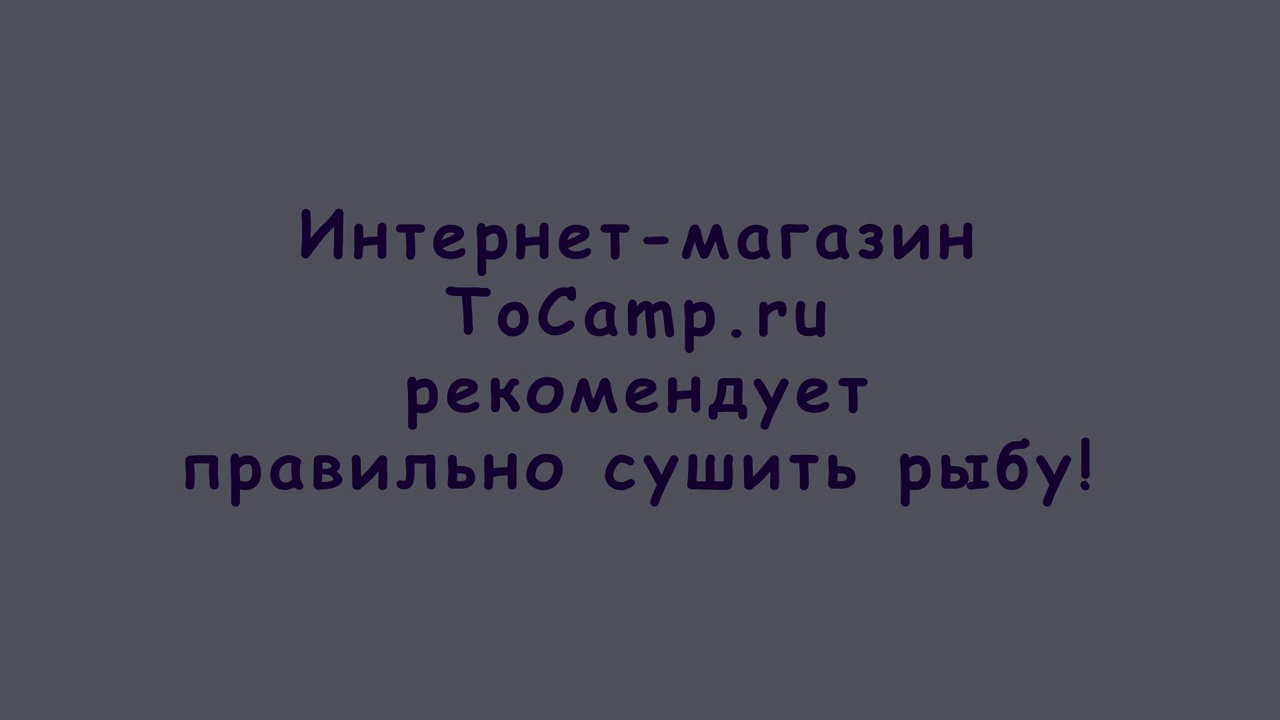 Интернет-магазин
ToCamp.ru
рекомендует
правильно сушить рыбу!